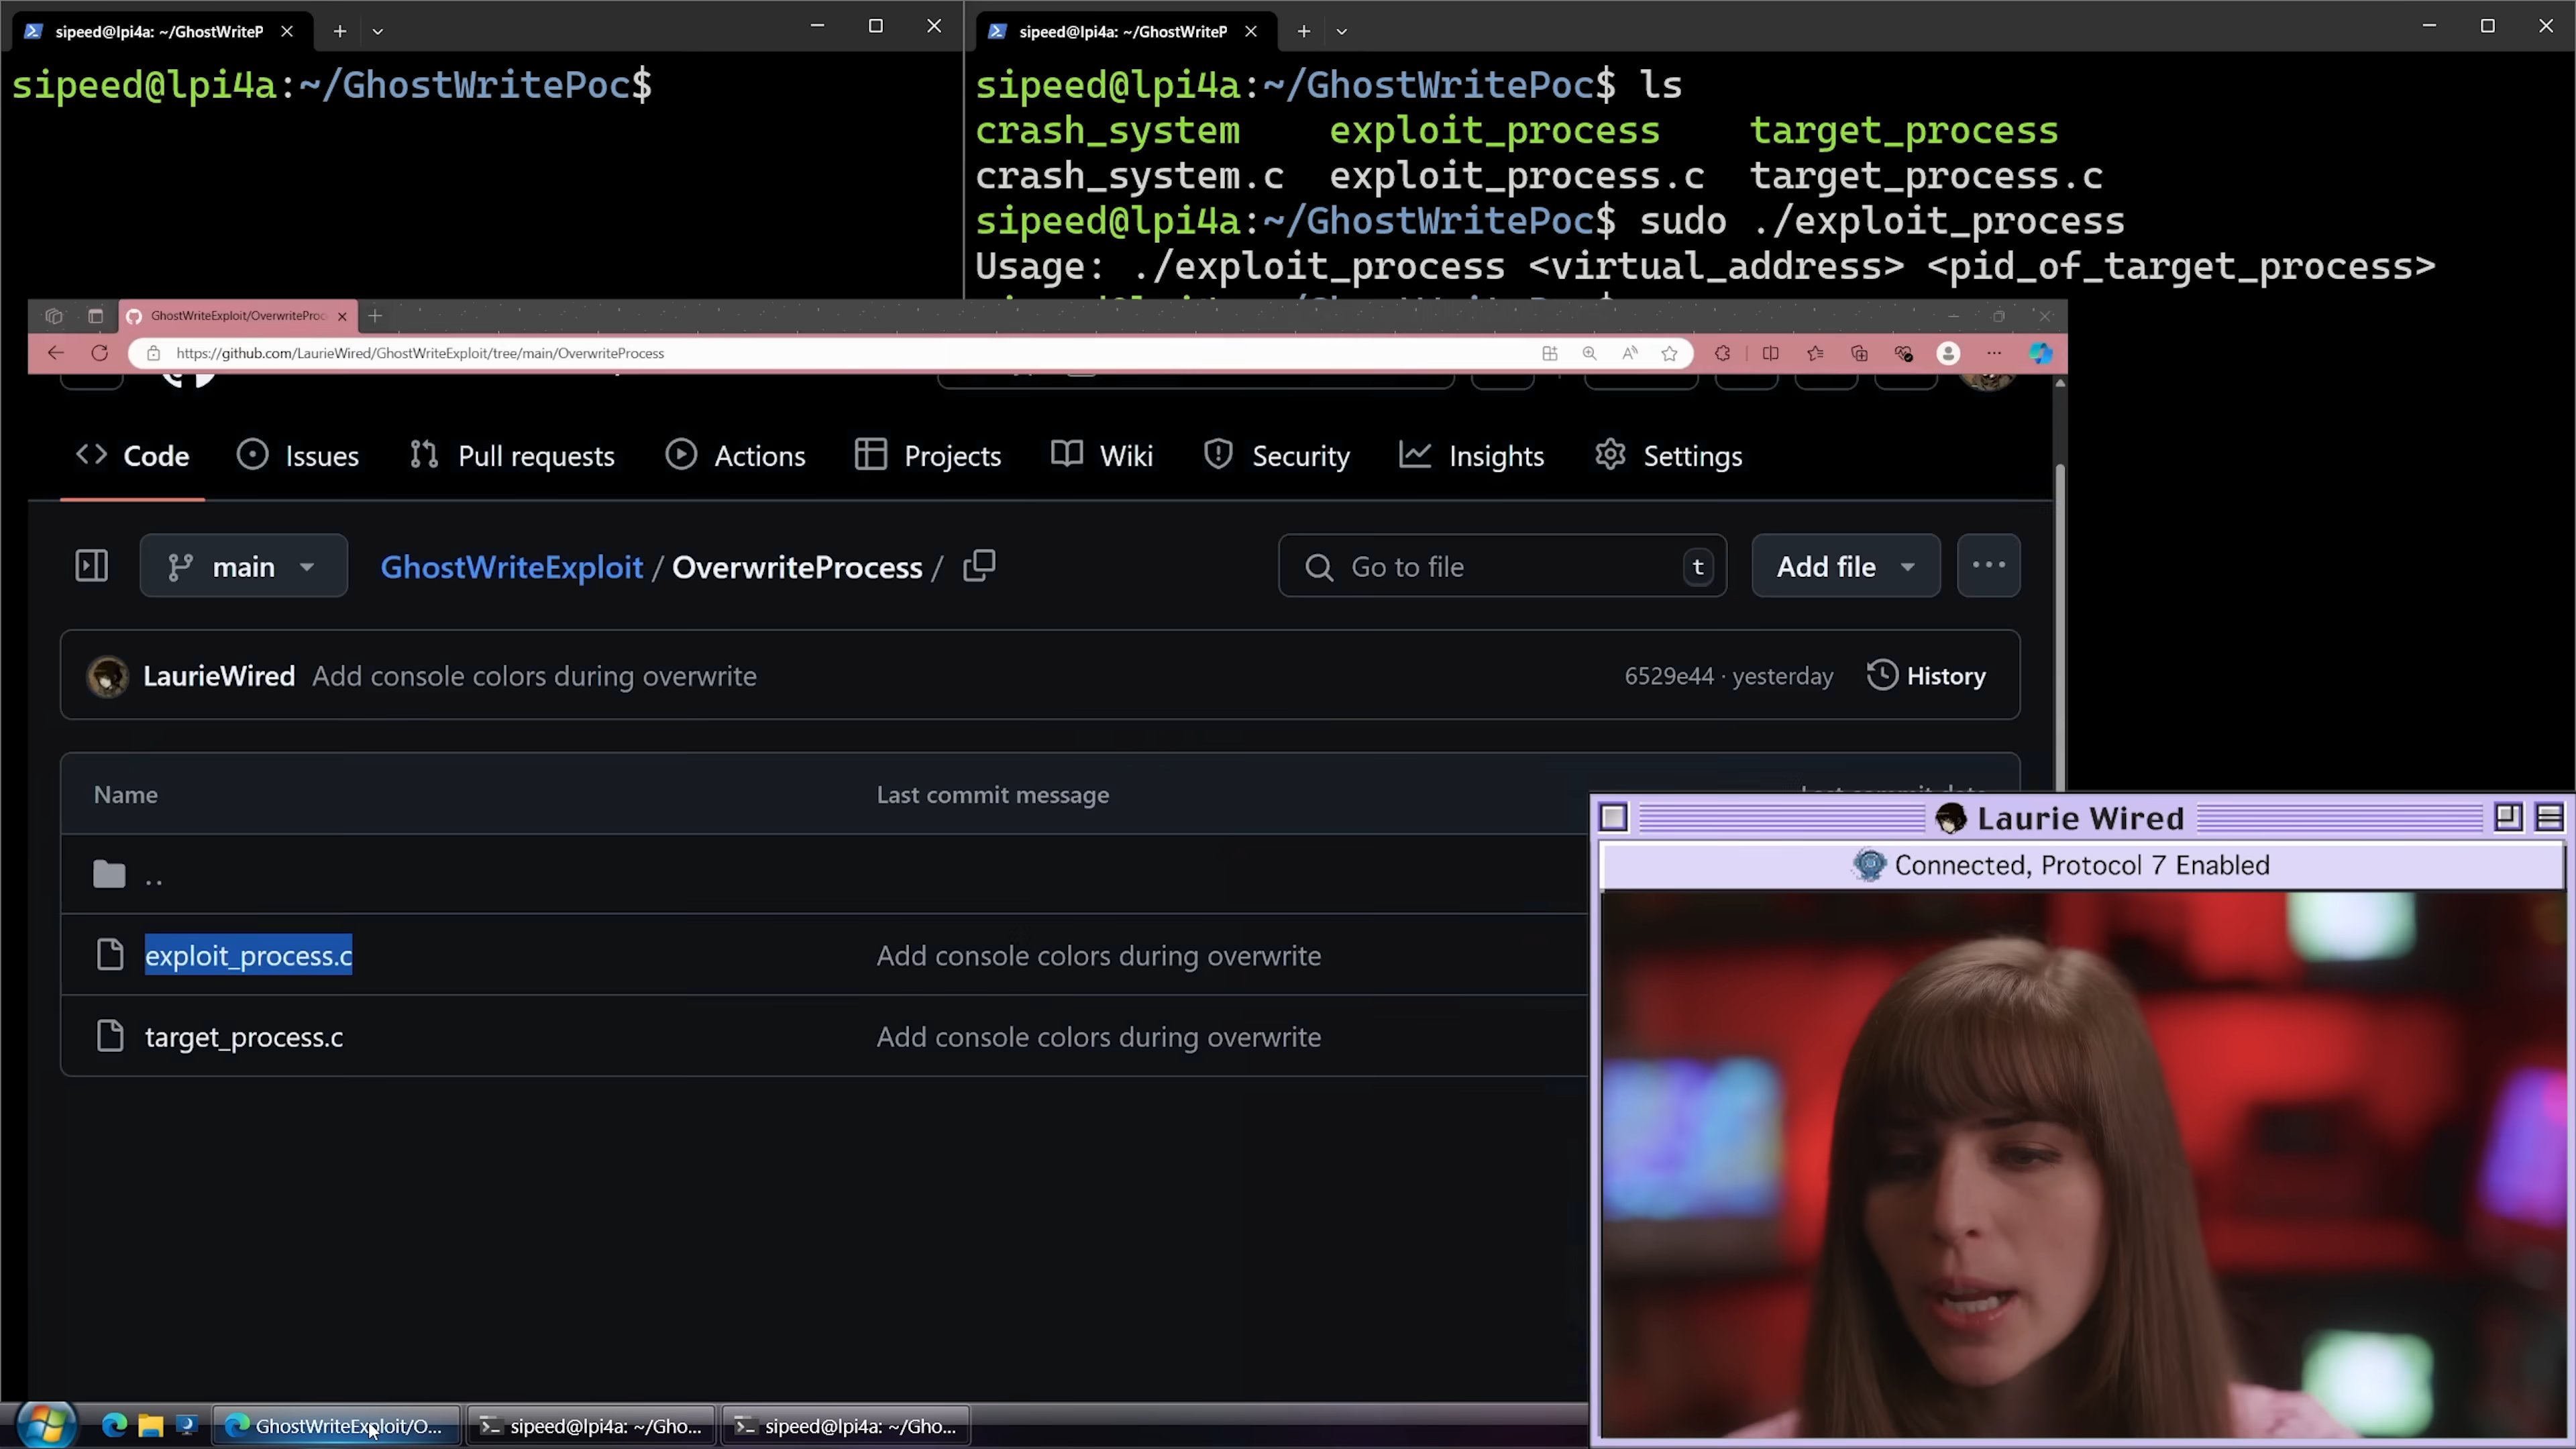 sipeed@lpi4a: ~/GhostWriteP
sipeed@lpi4a:~/GhostWritePoc$
sipeed@lpi4a: ~/GhostWriteP
sipeed@lpi4a:~/GhostWritePoc$ ls
crash_system exploit_process target_process
crash_system.c exploit_process.c target_process.c
sipeed@lpi4a:~/GhostWritePoc$ sudo ./exploit_process
Usage: ./exploit_process <virtual_address> <pid_of_target_process>
GhostWriteExploit/OverwriteProc
https://github.com/LaurieWired/GhostWriteExploit/tree/main/OverwriteProcess
Code Issues Pull requests Actions Projects Wiki Security Insights Settings
main GhostWriteExploit / OverwriteProcess / Go to file t Add file
LaurieWired Add console colors during overwrite 6529e44 · yesterday History
Name Last commit message
..
exploit_process.c Add console colors during overwrite
target_process.c Add console colors during overwrite
Laurie Wired
Connected, Protocol 7 Enabled
GhostWriteExploit/O... sipeed@lpi4a: ~/Gho... sipeed@lpi4a: ~/Gho...